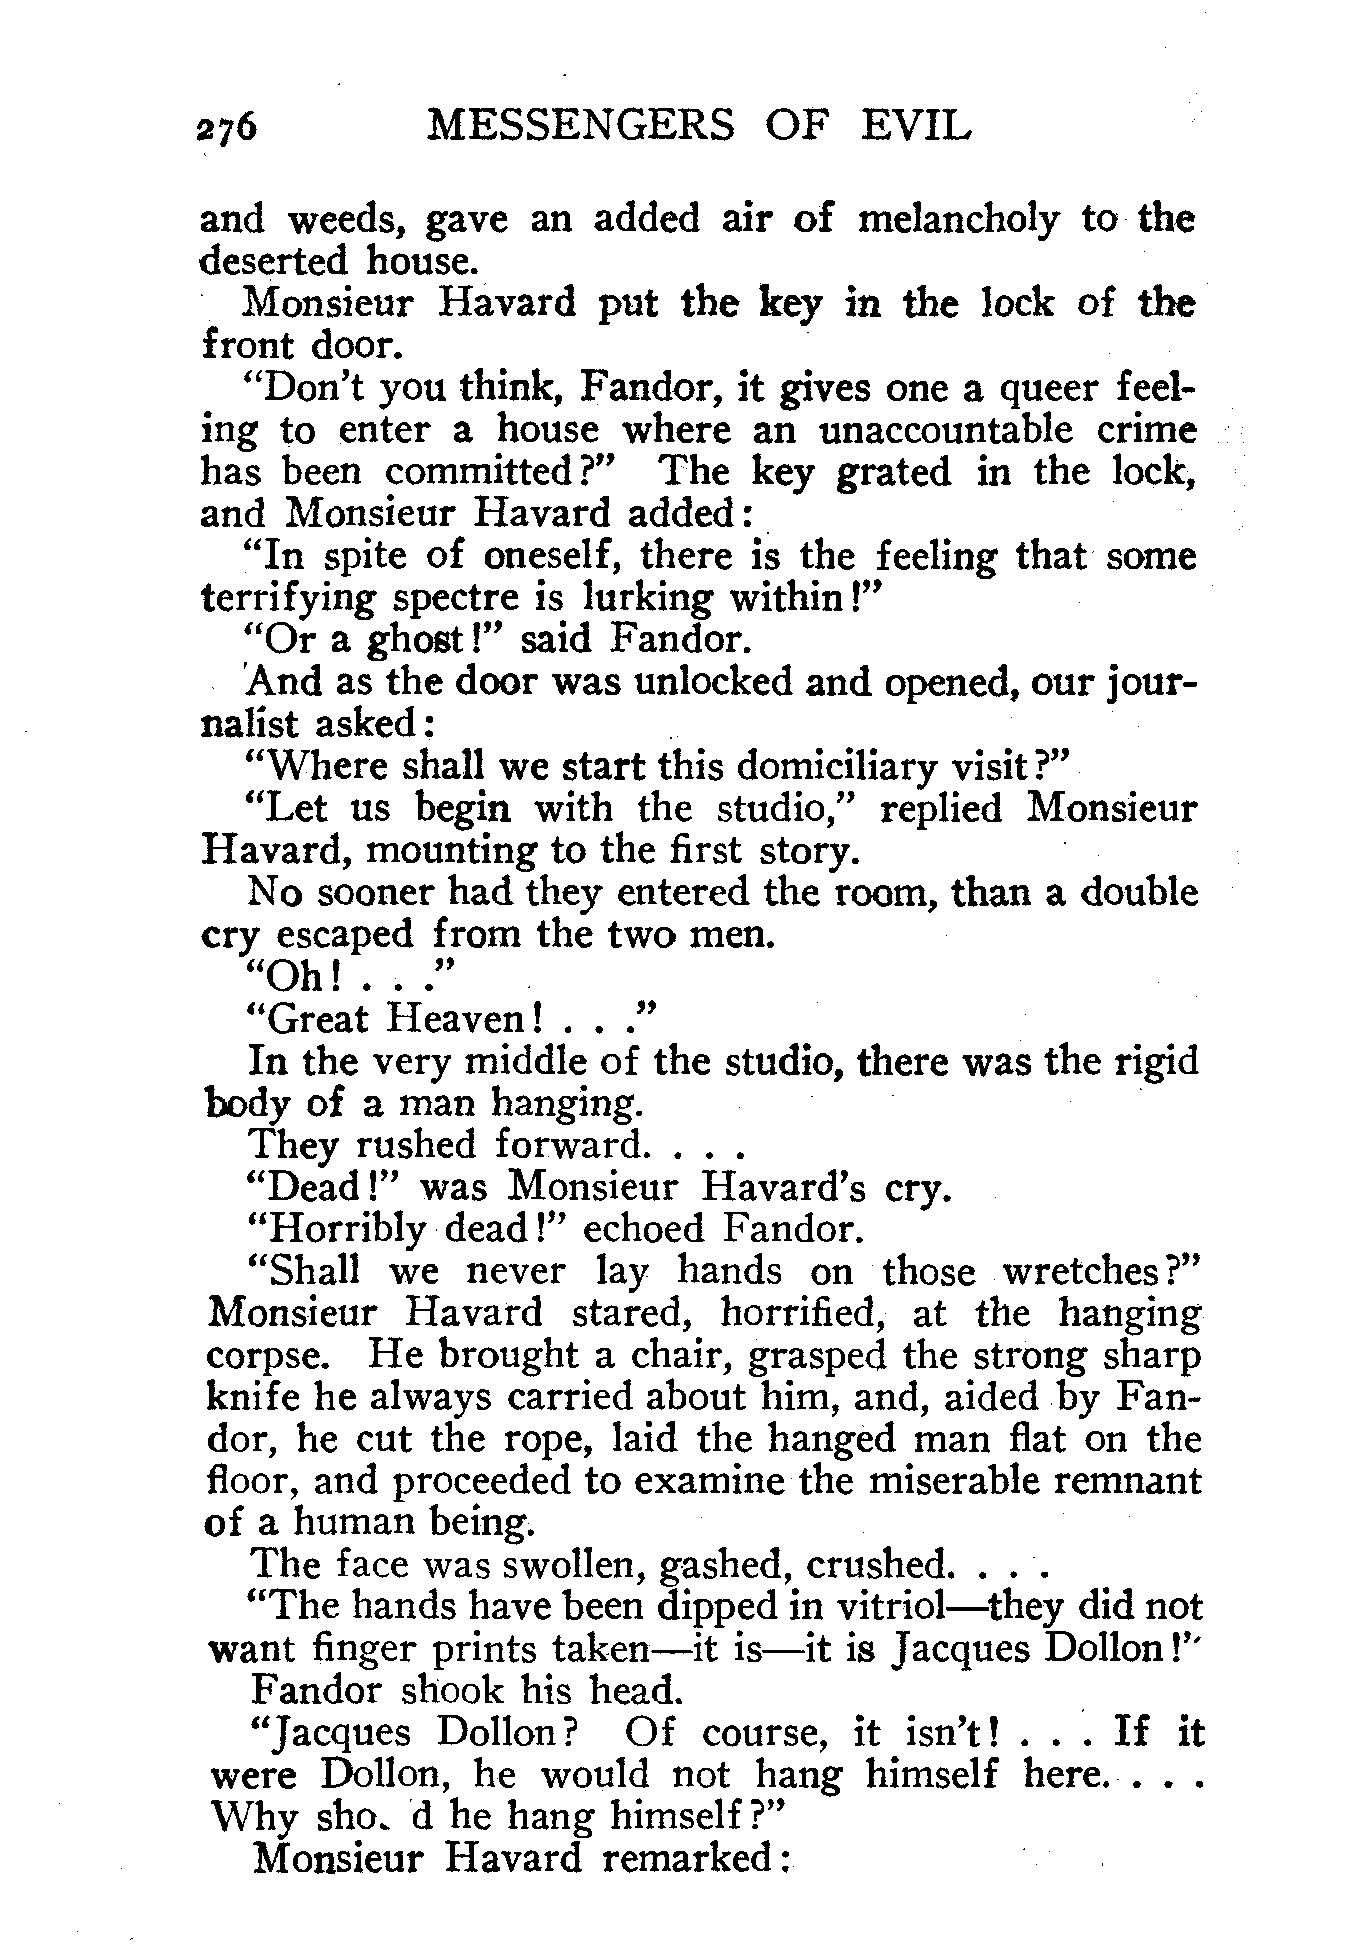 276 MESSENGERS OF EVIL
and weeds, gave an added air of melancholy to the
deserted house.
Monsieur Havard put the key in the lock of the
front door.
“Don’t you think, Fandor, it gives one a queer feel-
ing to enter a house where an unaccountable crime
has been committed?” The key grated in the lock,
and Monsieur Havard added:
“In spite of oneself, there is the feeling that some
terrifying spectre is lurking within!”
“Or a ghost!” said Fandor.
And as the door was unlocked and opened, our jour-
nalist asked:
“Where shall we start this domiciliary visit?”
“Let us begin with the studio,” replied Monsieur
Havard, mounting to the first story.
No sooner had they entered the room, than a double
cry escaped from the two men.
“Oh! . . .”
“Great Heaven! . . .”
In the very middle of the studio, there was the rigid
body of a man hanging.
They rushed forward. . . .
“Dead!” was Monsieur Havard’s cry.
“Horribly dead!” echoed Fandor.
“Shall we never lay hands on those wretches?”
Monsieur Havard stared, horrified, at the hanging
corpse. He brought a chair, grasped the strong sharp
knife he always carried about him, and, aided by Fan-
dor, he cut the rope, laid the hanged man flat on the
floor, and proceeded to examine the miserable remnant
of a human being.
The face was swollen, gashed, crushed. . . .
“The hands have been dipped in vitriol—they did not
want finger prints taken—it is—it is Jacques Dollon!”
Fandor shook his head.
“Jacques Dollon? Of course, it isn’t! . . . If it
were Dollon, he would not hang himself here. . . .
Why sho d he hang himself?”
Monsieur Havard remarked: